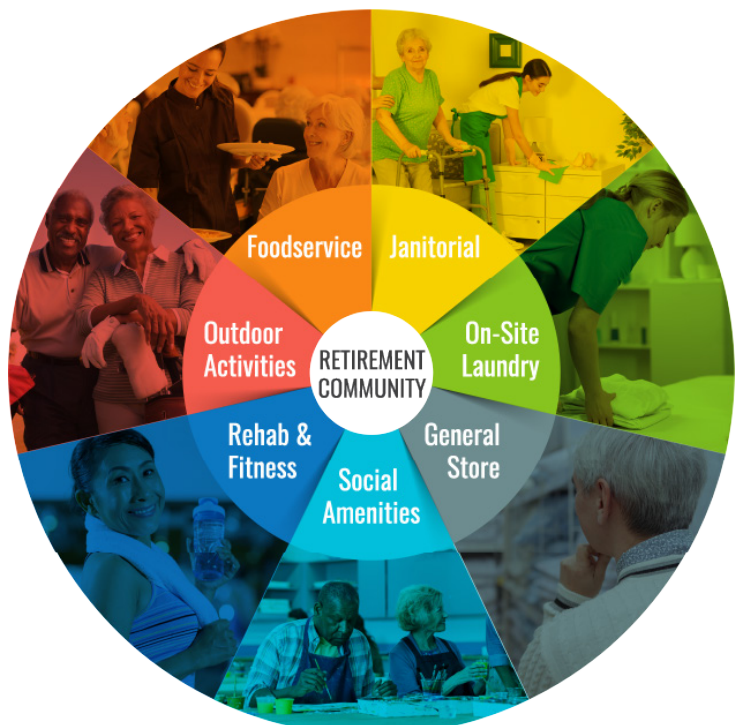 Foodservice
Janitorial
Outdoor
Activities
On-Site
Laundry
RETIREMENT
COMMUNITY
Rehab &
Fitness
General
Store
Social
Amenities